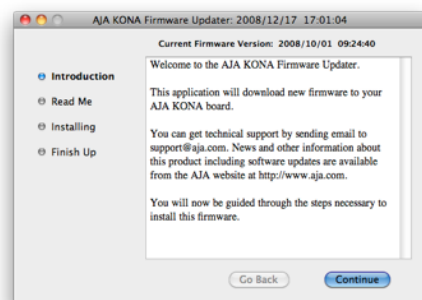 AJA KONA Firmware Updater: 2008/12/17 17:01:04
Current Firmware Version: 2008/10/01 09:24:40
Introduction
Read Me
Installing
Finish Up
Welcome to the AJA KONA Firmware Updater.
This application will download new firmware to your
AJA KONA board.
You can get technical support by sending email to
support@aja.com. News and other information about
this product including software updates are available
from the AJA website at http://www.aja.com.
You will now be guided through the steps necessary to
install this firmware.
Go Back
Continue